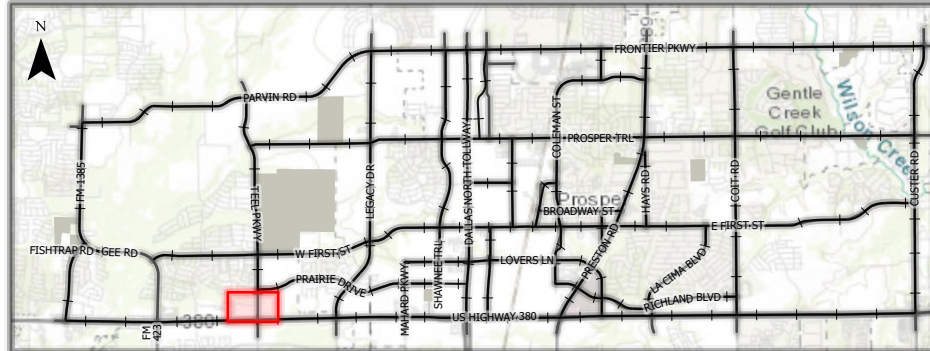 N
FRONTIER PKWY
PARVIN RD
Gentle
Creek
Golf Club
Wilson Creek
PROSPER TRL
COLEMAN ST
DALLAS NORTH TOLLWAY
LEGACY DR
TEEL PKWY
FM 1385
HAYS RD
COIT RD
CUSTER RD
Prosper
BROADWAY ST
E FIRST ST
FISHTRAP RD
GEE RD
W FIRST ST
SHAWNEE TRL
PRESTON RD
LOVERS LN
LA CIMA BLVD
PRAIRIE DRIVE
MAHARD PKWY
RICHLAND BLVD
US HIGHWAY 380
380
FM
423